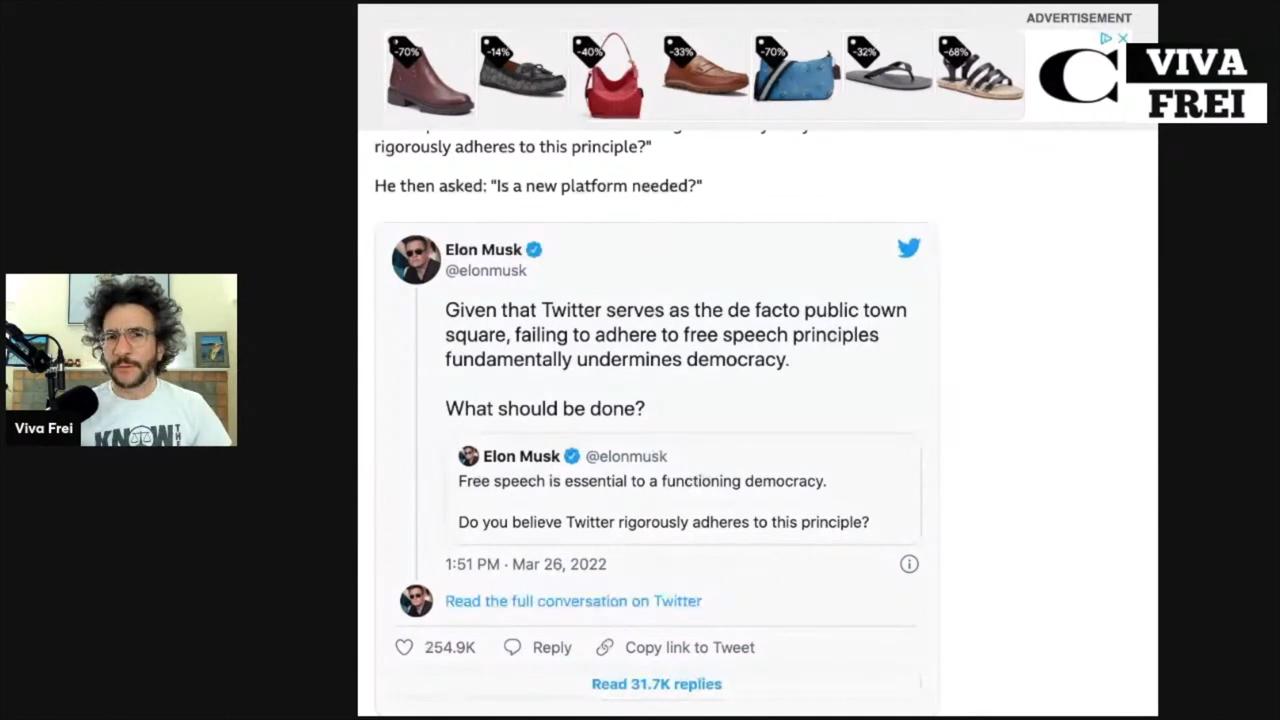 ADVERTISEMENT
-70%
-14%
-40%
-33%
-70%
-32%
-68%
C
VIVA
FREI
rigorously adheres to this principle?"
He then asked: "Is a new platform needed?"
Elon Musk
@elonmusk
Given that Twitter serves as the de facto public town
square, failing to adhere to free speech principles
fundamentally undermines democracy.
What should be done?
Elon Musk @elonmusk
Free speech is essential to a functioning democracy.
Do you believe Twitter rigorously adheres to this principle?
1:51 PM · Mar 26, 2022
Read the full conversation on Twitter
254.9K Reply Copy link to Tweet
Read 31.7K replies
Viva Frei
KNOW
THE